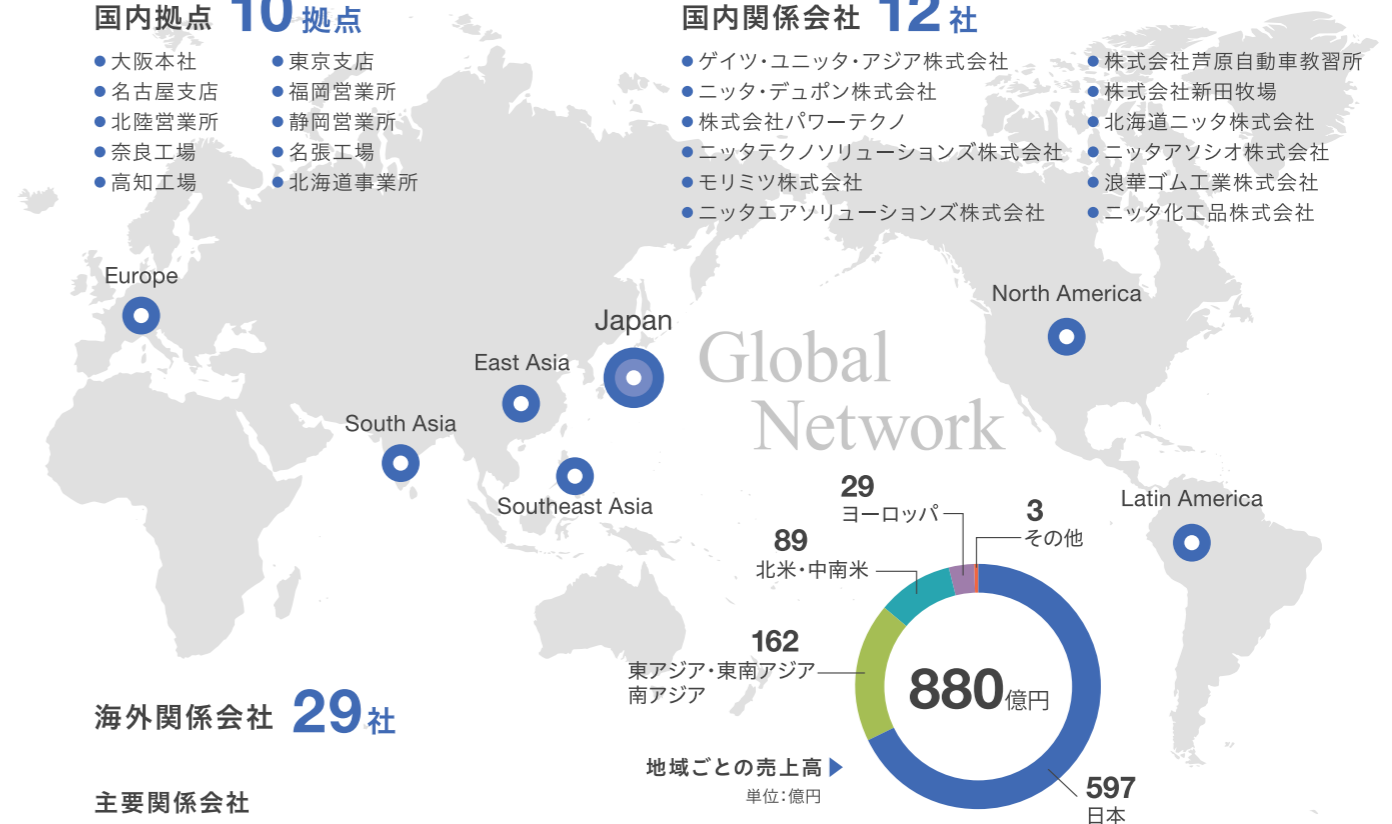 国内拠点 10拠点
●大阪本社
●名古屋支店
●北陸営業所
●奈良工場
●高知工場
●東京支店
●福岡営業所
●静岡営業所
●名張工場
●北海道事業所
国内関係会社 12社
●ゲイツ・ユニッタ・アジア株式会社
●ニッタ・デュポン株式会社
●株式会社パワーテクノ
●ニッタテクノソリューションズ株式会社
●モリミツ株式会社
●ニッタエアソリューションズ株式会社
●株式会社芦原自動車教習所
●株式会社新田牧場
●北海道ニッタ株式会社
●ニッタアソシオ株式会社
●浪華ゴム工業株式会社
●ニッタ化工品株式会社
Europe
Japan
East Asia
South Asia
Southeast Asia
North America
Latin America
Global
Network
29
ヨーロッパ
3
その他
89
北米・中南米
162
東アジア・東南アジア
南アジア
880億円
597
日本
地域ごとの売上高▶
単位：億円
海外関係会社 29社
主要関係会社